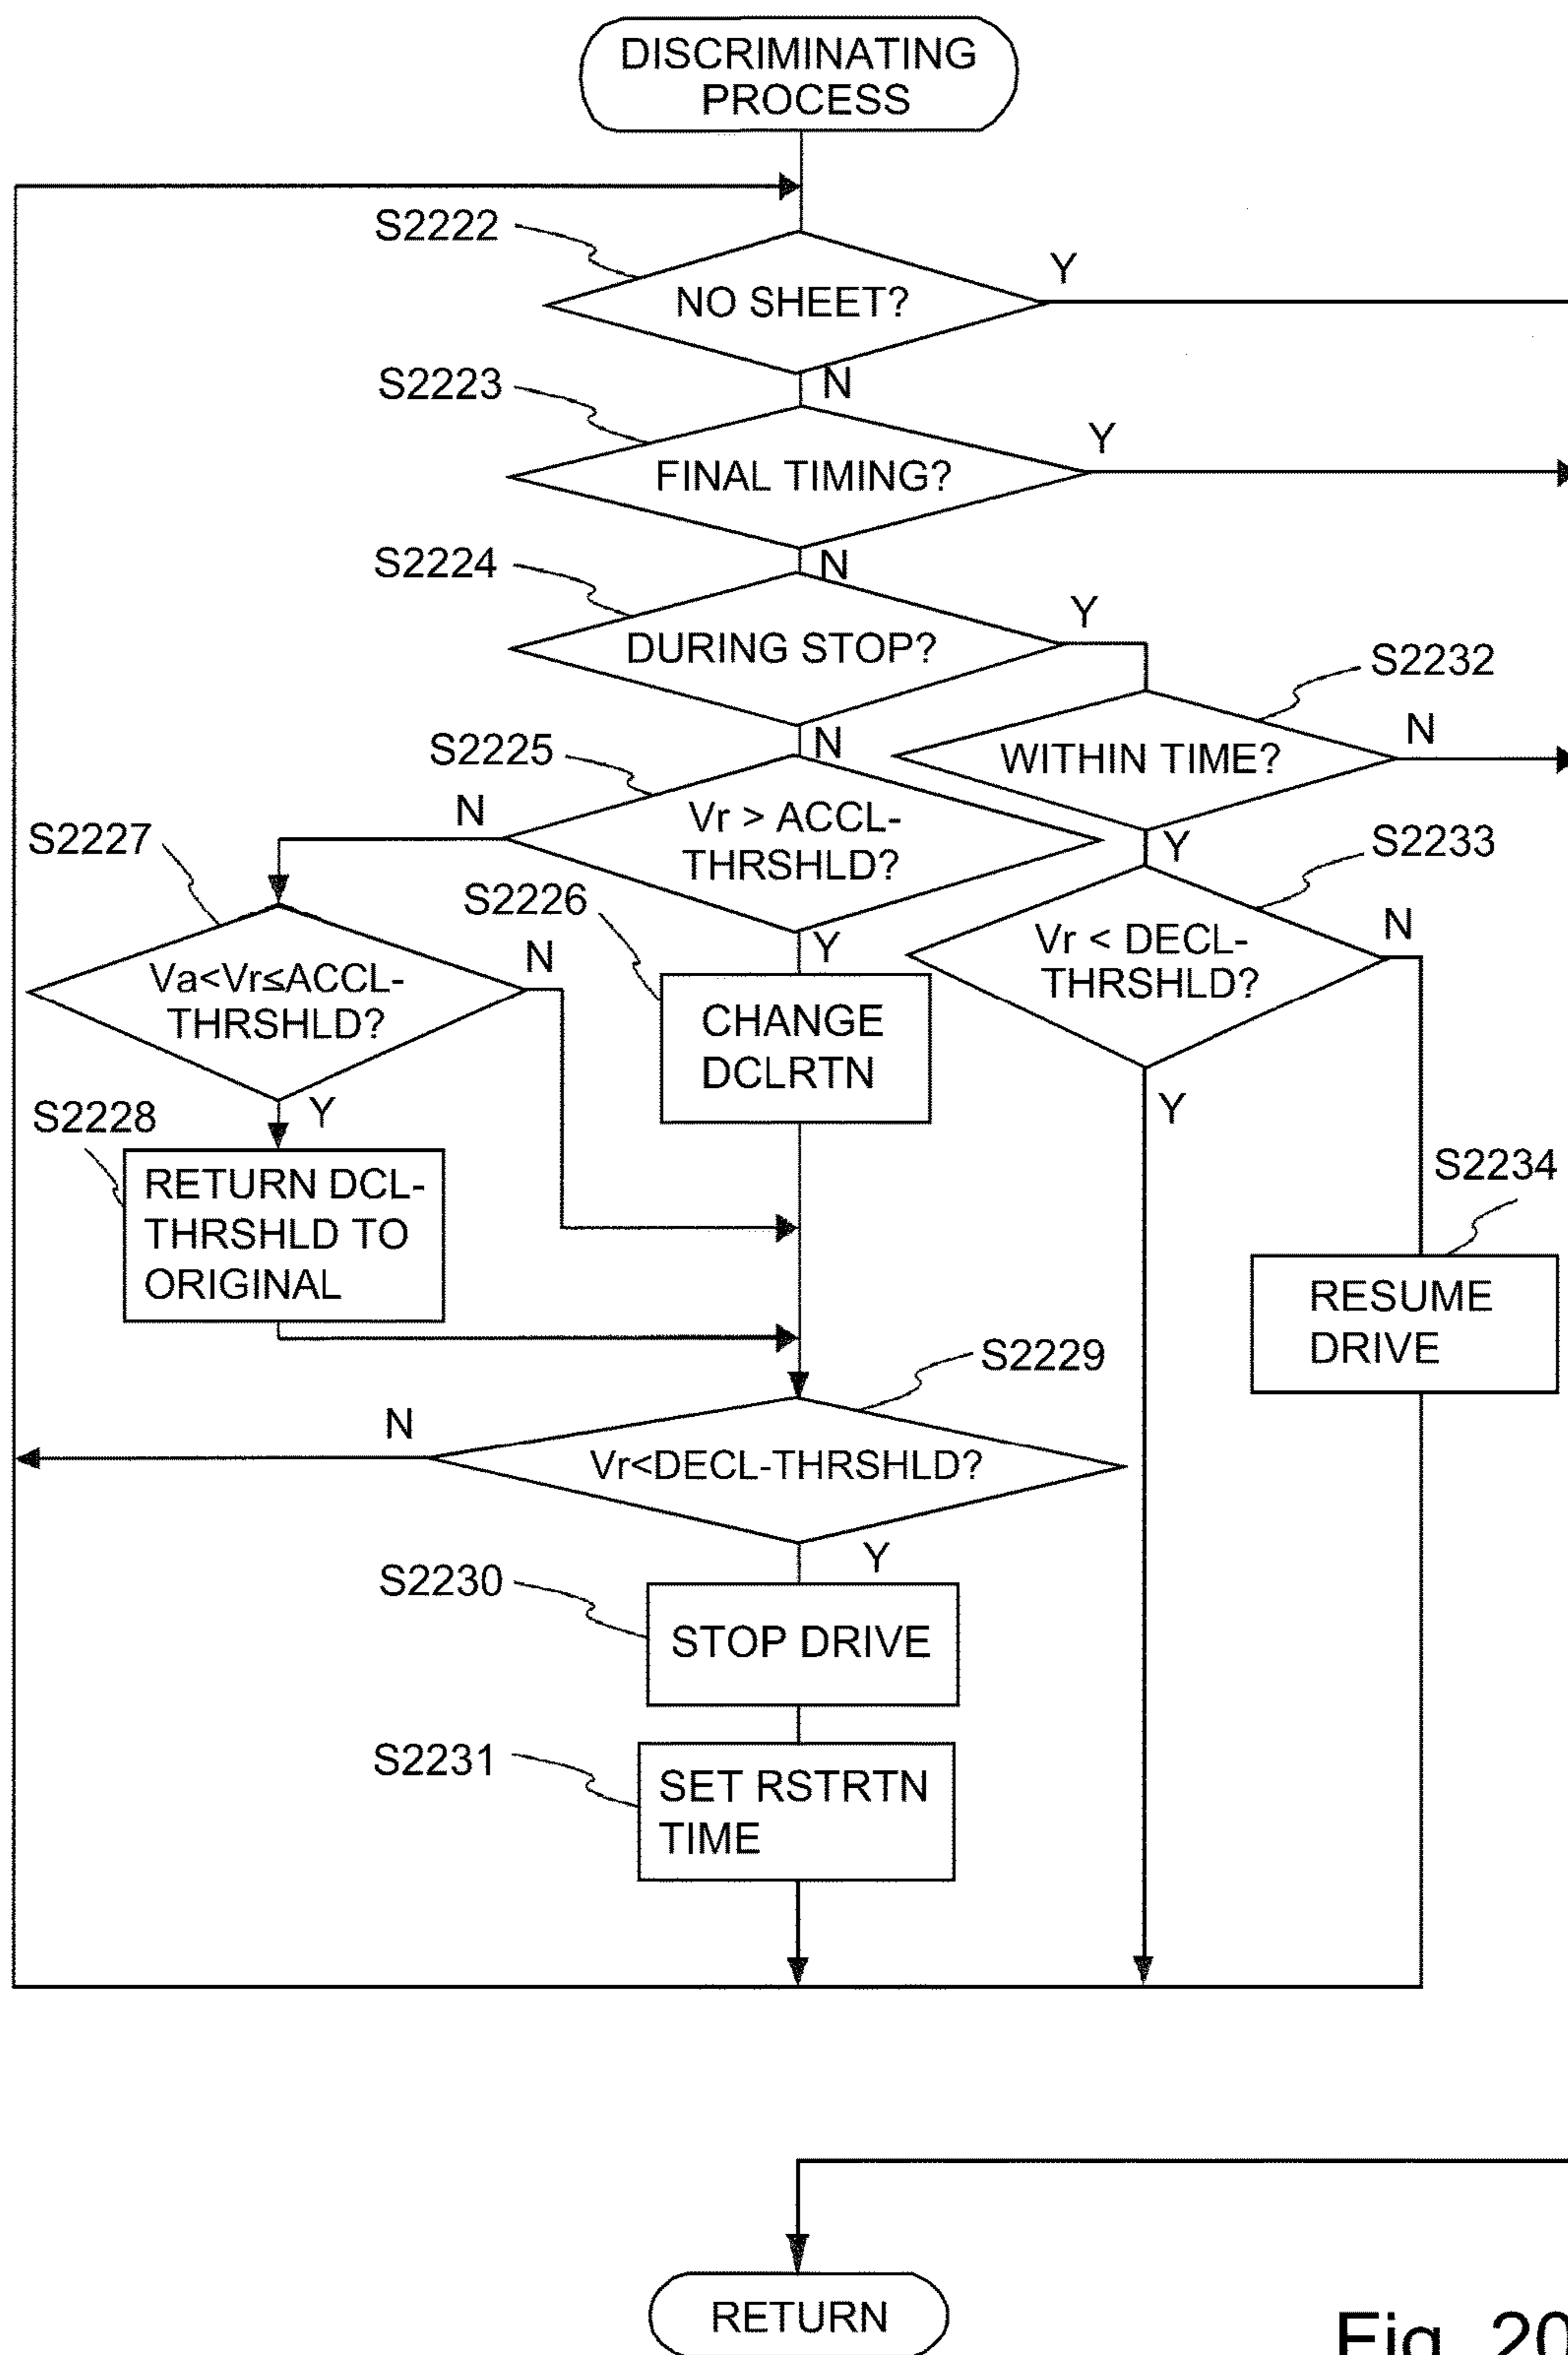 DISCRIMINATING
PROCESS
S2222
Y
NO SHEET?
N
S2223
Y
FINAL TIMING?
N
S2224
Y
DURING STOP?
S2232
N
WITHIN TIME?
N
S2225
Y
N
Vr > ACCL-
THRSHLD?
S2233
S2227
S2226
Y
Vr < DECL-
THRSHLD?
N
Va<Vr≤ACCL-
THRSHLD?
N
CHANGE
DCLRTN
Y
Y
S2228
RETURN DCL-
THRSHLD TO
ORIGINAL
S2234
RESUME
DRIVE
S2229
N
Vr<DECL-THRSHLD?
Y
S2230
STOP DRIVE
S2231
SET RSTRTN
TIME
RETURN
Fig. 20